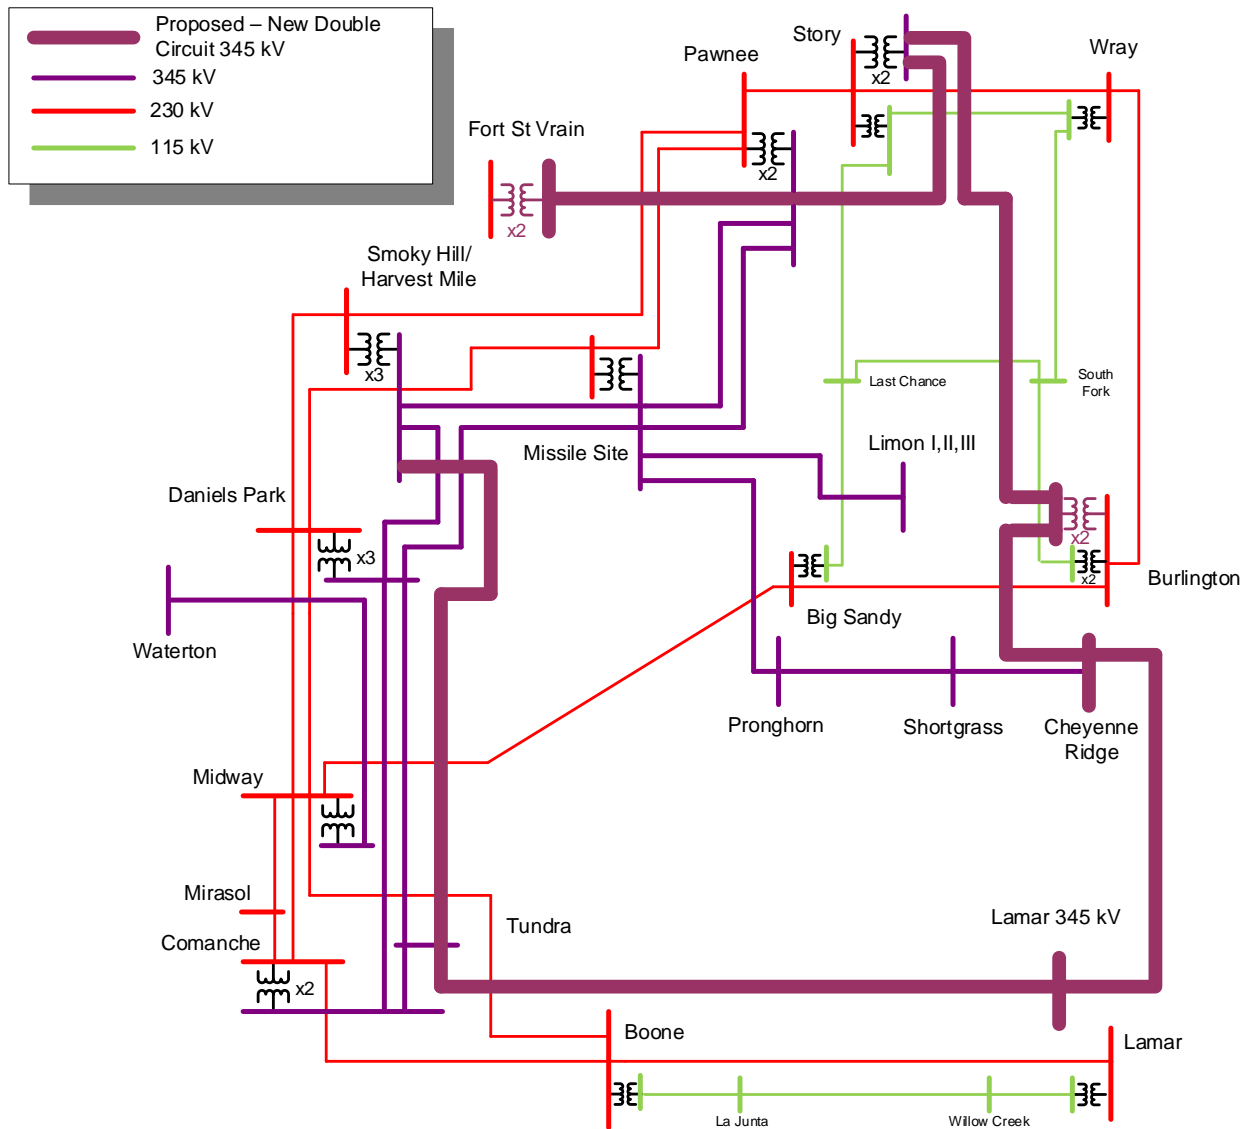 Proposed – New Double
Circuit 345 kV
345 kV
230 kV
115 kV
Story
x2
Pawnee
x2
Wray
Fort St Vrain
x2
Smoky Hill/
Harvest Mile
x3
Last Chance
South
Fork
Missile Site
Limon I,II,III
Daniels Park
x3
x2
x2
Burlington
Big Sandy
Waterton
Pronghorn
Shortgrass
Cheyenne
Ridge
Midway
Mirasol
Comanche
x2
Tundra
Lamar 345 kV
Boone
Lamar
La Junta
Willow Creek